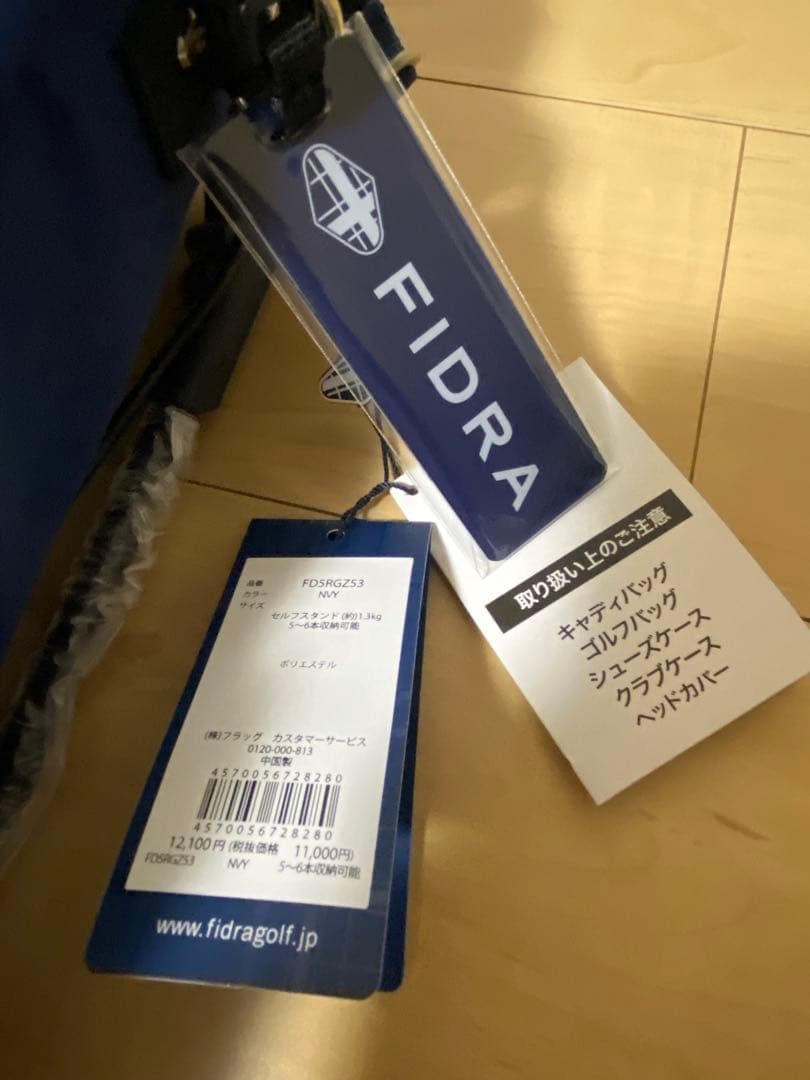 FIDRA
取り扱い上のご注意
キャディバッグ
ゴルフバッグ
シューズケース
クラブケース
ヘッドカバー
品番 FD5RGZ53
カラー NVY
サイズ セルフスタンド(約)1.3kg
5〜6本収納可能
ポリエステル
(株)フラッグ カスタマーサービス
0120-000-813
中国製
4570056728280
4570056728280
12,100円(税抜価格 11,000円)
FD5RGZ53 NVY 5〜6本収納可能
www.fidragolf.jp